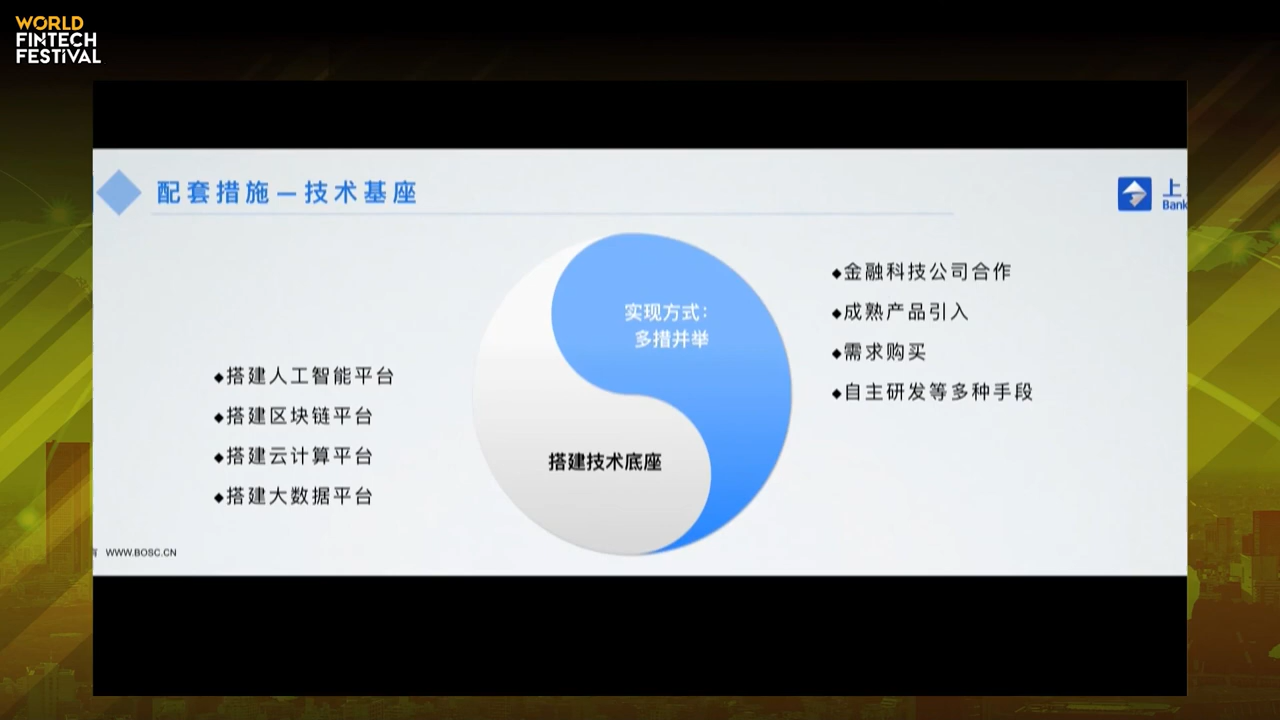 WORLD
FINTECH
FESTIVAL
配套措施—技术基座
上
Bank
实现方式:
多措并举
◆金融科技公司合作
◆成熟产品引入
◆需求购买
◆自主研发等多种手段
◆搭建人工智能平台
◆搭建区块链平台
◆搭建云计算平台
◆搭建大数据平台
搭建技术底座
WWW.BOSC.CN